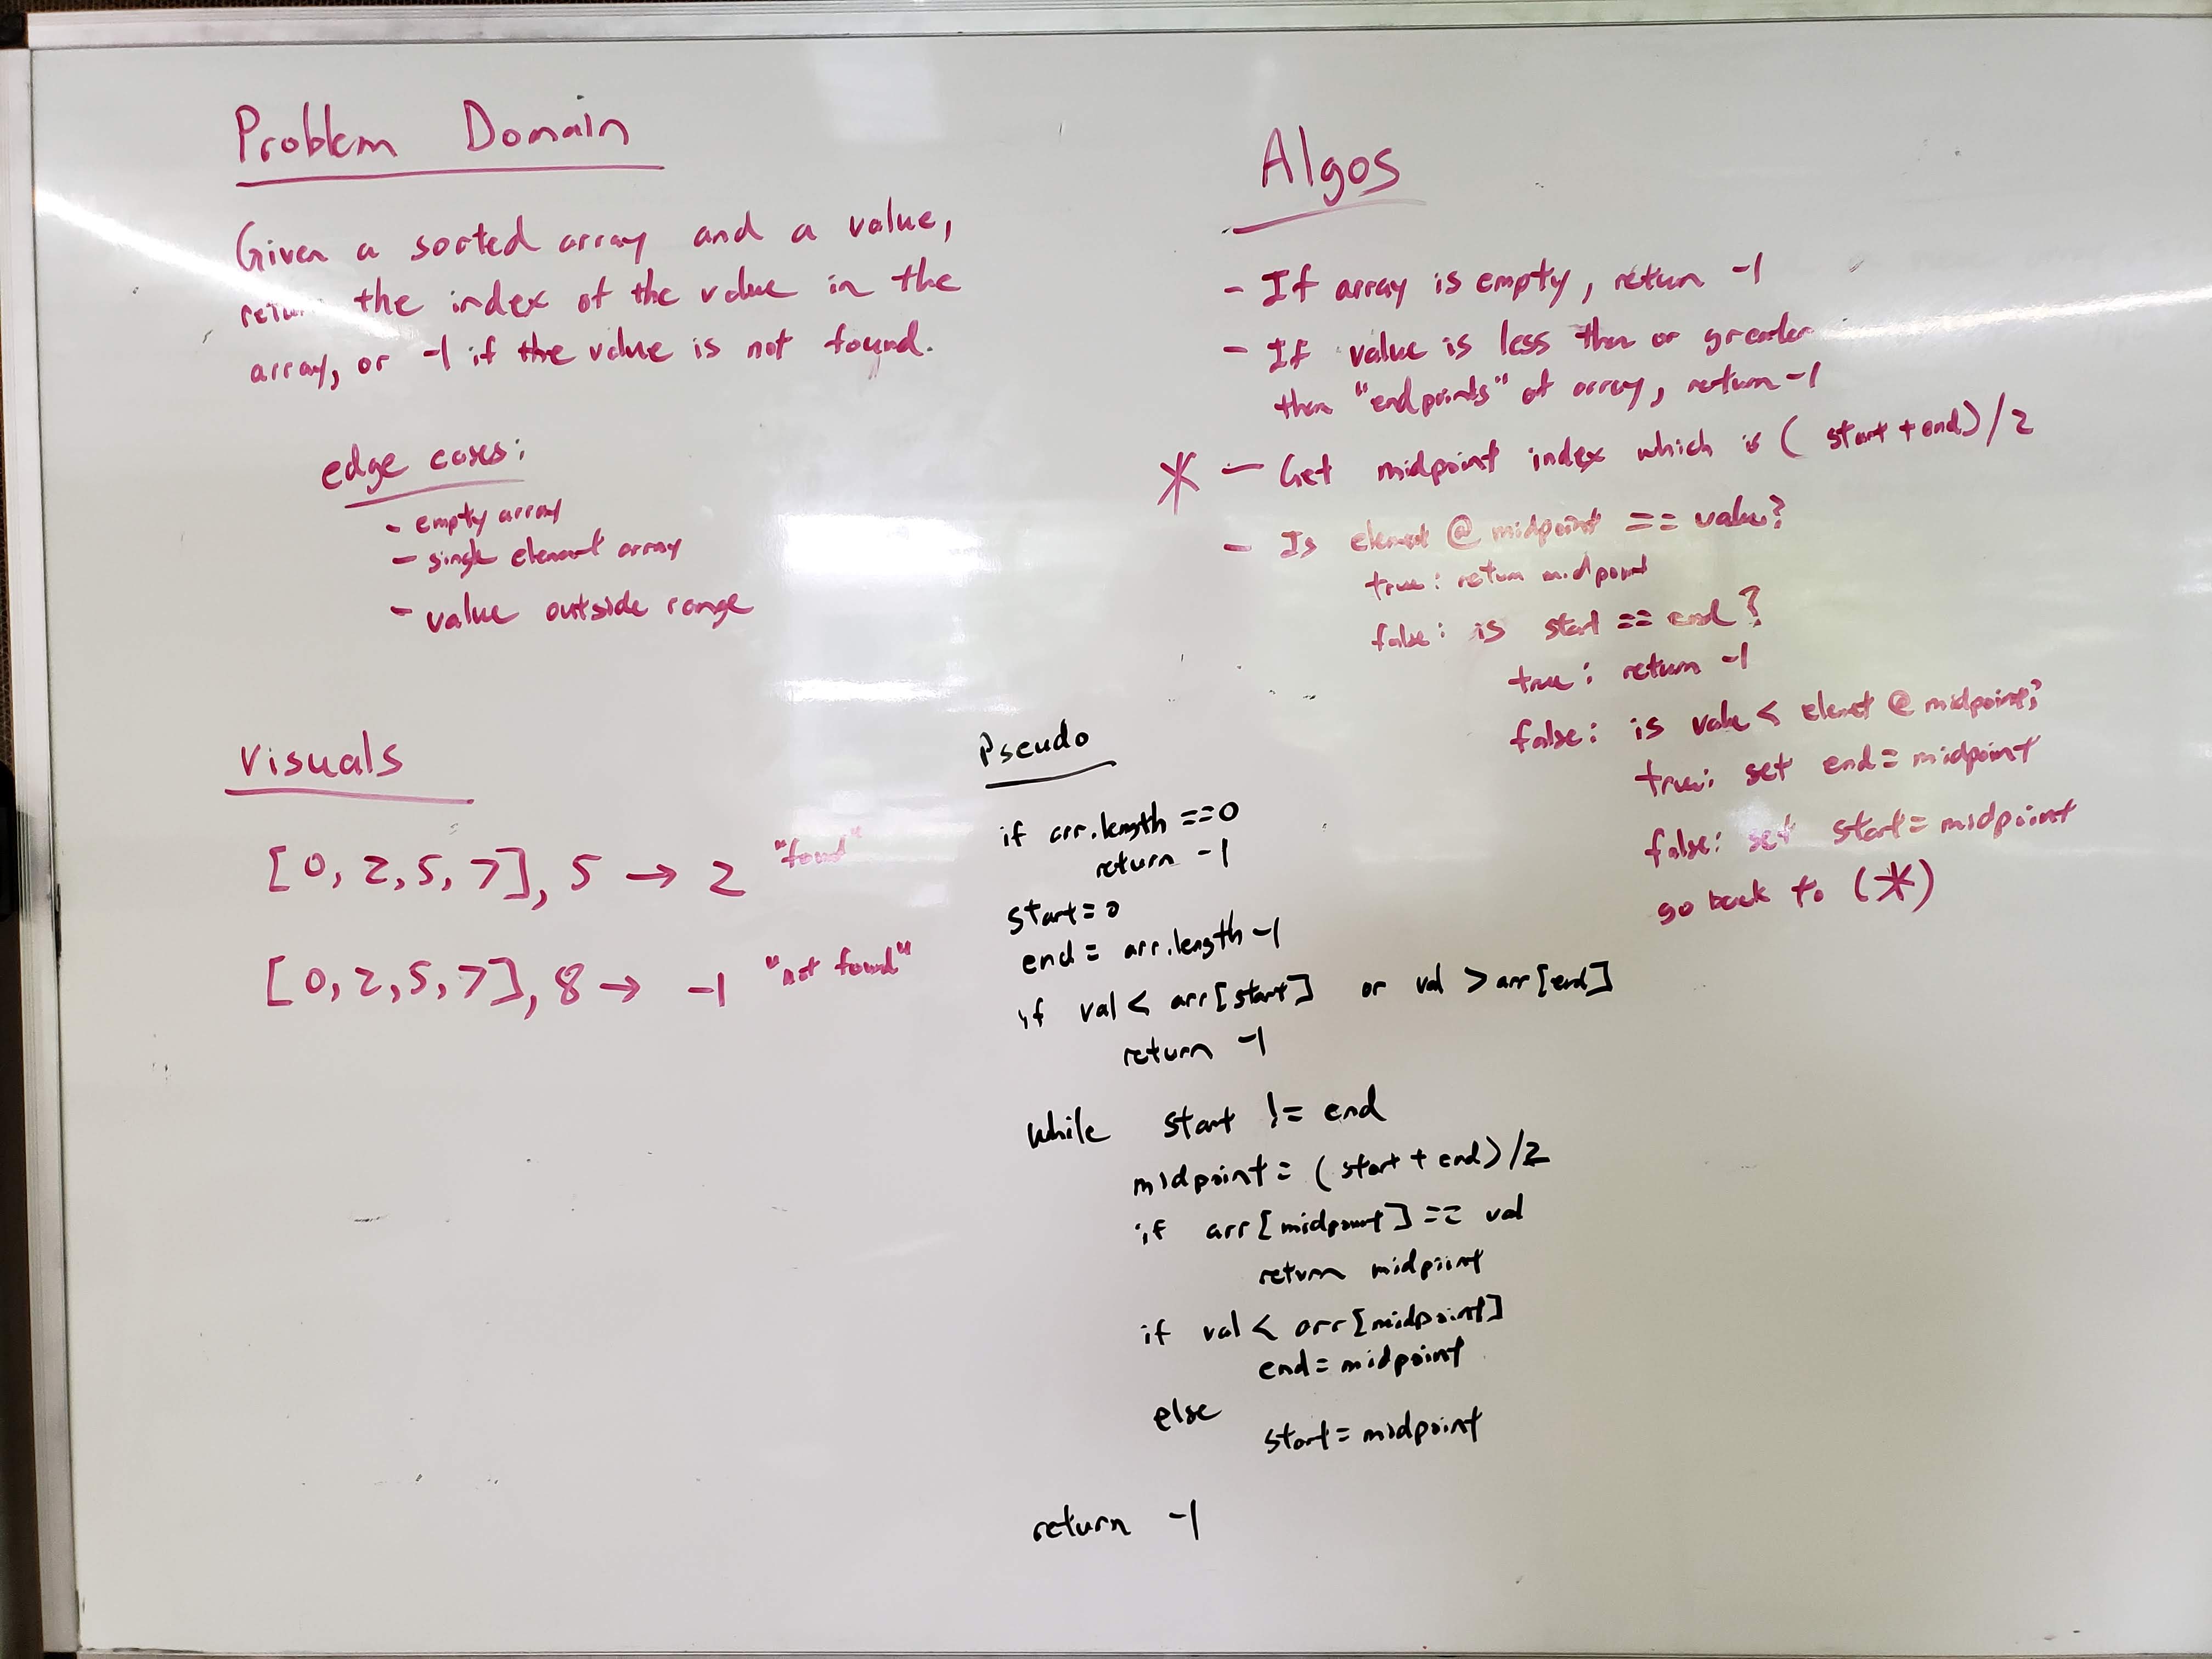 Problem Domain
Given a sorted array and a value,
return the index of the value in the
array, or -1 if the value is not found.
edge cases:
- empty array
- single element array
- value outside range
Visuals
[0, 2, 5, 7], 5 → 2 "found"
[0, 2, 5, 7], 8 → -1 "not found"
Algos
- If array is empty, return -1
- If value is less than or greater
than "endpoints" of array, return -1
* - Get midpoint index which is (start + end)/2
- Is element @ midpoint == value?
true: return midpoint
false: is start == end?
true: return -1
false: is value < elemet @ midpoint?
true: set end = midpoint
false: set start = midpoint
go back to (*)
Pseudo
if arr.length == 0
return -1
start = 0
end = arr.length - 1
if val < arr[start] or val > arr[end]
return -1
while start != end
midpoint = (start + end)/2
if arr[midpoint] == val
return midpoint
if val < arr[midpoint]
end = midpoint
else
start = midpoint
return -1